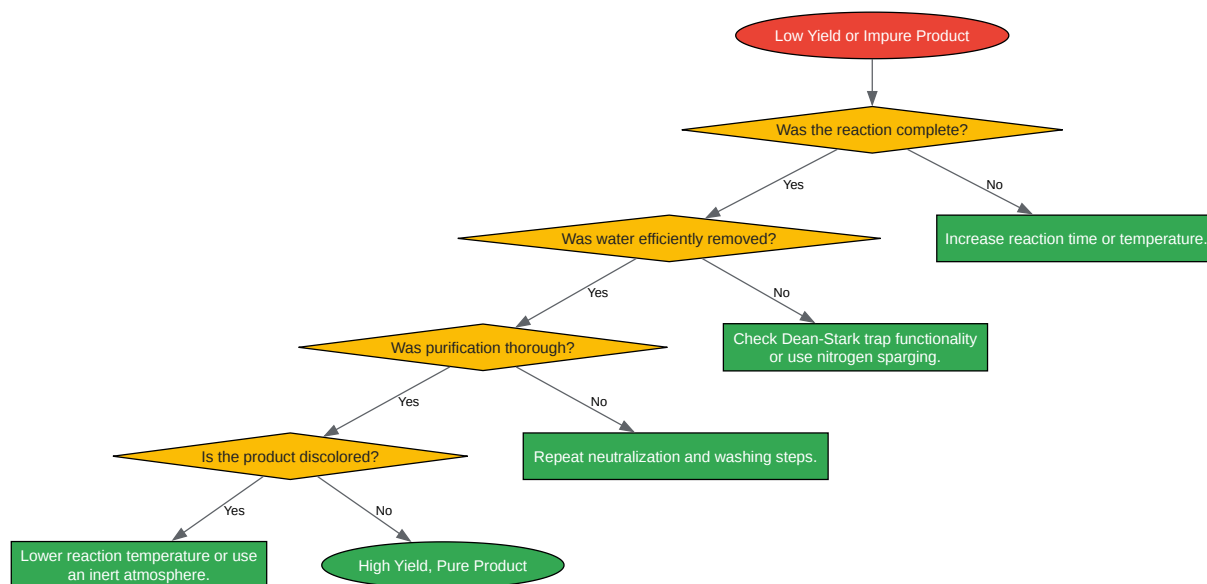 Low Yield or Impure Product
Was the reaction complete?
Yes
No
Was water efficiently removed?
Increase reaction time or temperature.
Yes
No
Was purification thorough?
Check Dean-Stark trap functionality
or use nitrogen sparging.
Yes
No
Is the product discolored?
Repeat neutralization and washing steps.
Yes
No
Lower reaction temperature or use
an inert atmosphere.
High Yield, Pure Product